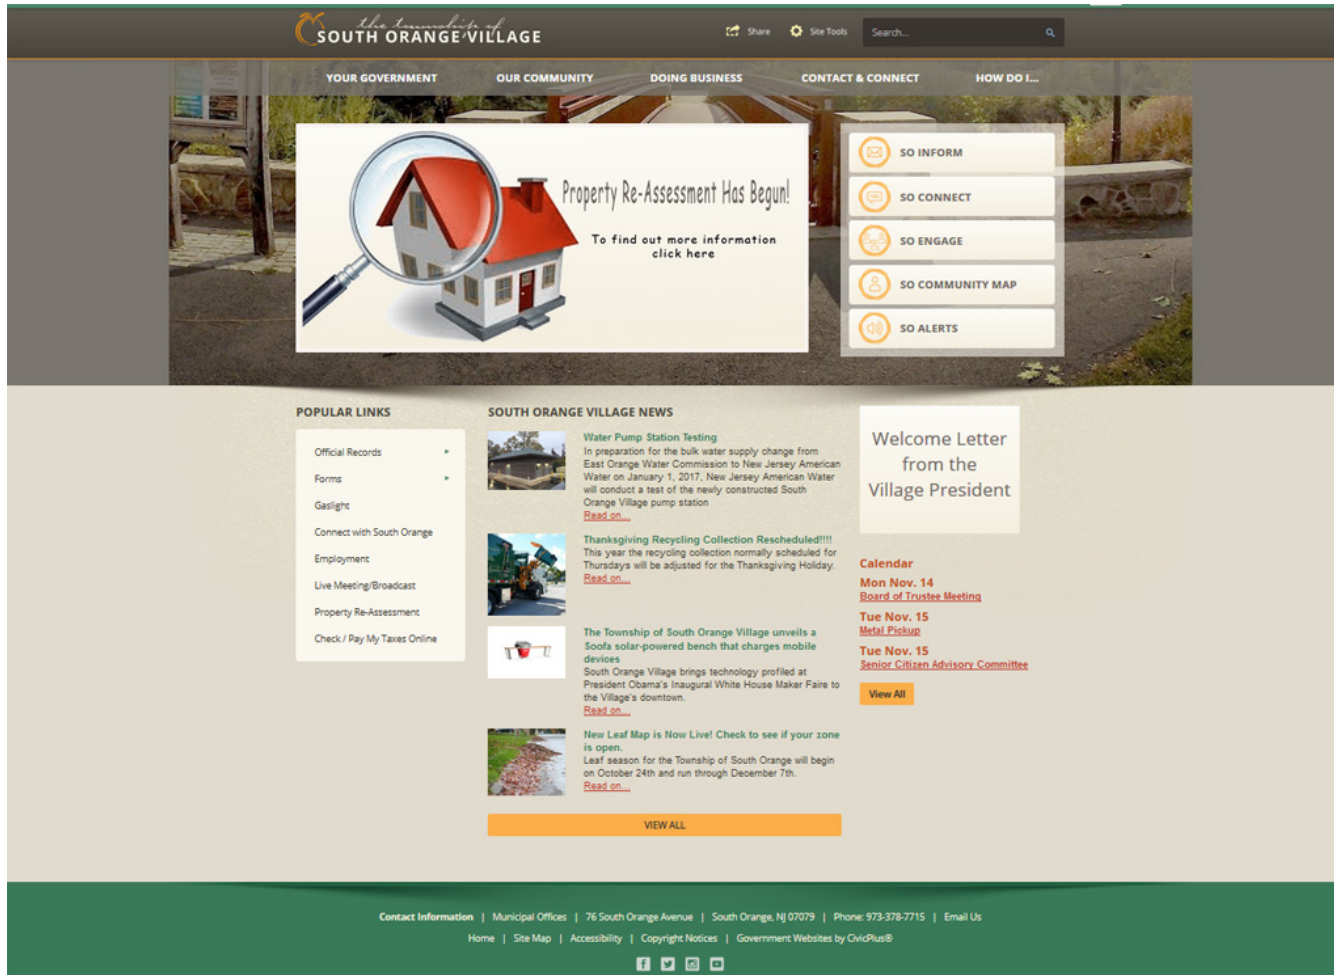 the township of
SOUTH ORANGE VILLAGE
Share
Site Tools
Search...
YOUR GOVERNMENT
OUR COMMUNITY
DOING BUSINESS
CONTACT & CONNECT
HOW DO I...
Property Re-Assessment Has Begun!
To find out more information
click here
SO INFORM
SO CONNECT
SO ENGAGE
SO COMMUNITY MAP
SO ALERTS
POPULAR LINKS
Official Records
Forms
Gaslight
Connect with South Orange
Employment
Live Meeting/Broadcast
Property Re-Assessment
Check / Pay My Taxes Online
SOUTH ORANGE VILLAGE NEWS
Water Pump Station Testing
In preparation for the bulk water supply change from
East Orange Water Commission to New Jersey American
Water on January 1, 2017, New Jersey American Water
will conduct a test of the newly constructed South
Orange Village pump station
Read on...
Thanksgiving Recycling Collection Rescheduled!!!!
This year the recycling collection normally scheduled for
Thursdays will be adjusted for the Thanksgiving Holiday.
Read on...
The Township of South Orange Village unveils a
Soofa solar-powered bench that charges mobile
devices
South Orange Village brings technology profiled at
President Obama's Inaugural White House Maker Faire to
the Village's downtown.
Read on...
New Leaf Map is Now Live! Check to see if your zone
is open.
Leaf season for the Township of South Orange will begin
on October 24th and run through December 7th.
Read on...
VIEW ALL
Welcome Letter
from the
Village President
Calendar
Mon Nov. 14
Board of Trustee Meeting
Tue Nov. 15
Metal Pickup
Tue Nov. 15
Senior Citizen Advisory Committee
View All
Contact Information | Municipal Offices | 76 South Orange Avenue | South Orange, NJ 07079 | Phone: 973-378-7715 | Email Us
Home | Site Map | Accessibility | Copyright Notices | Government Websites by CivicPlus®